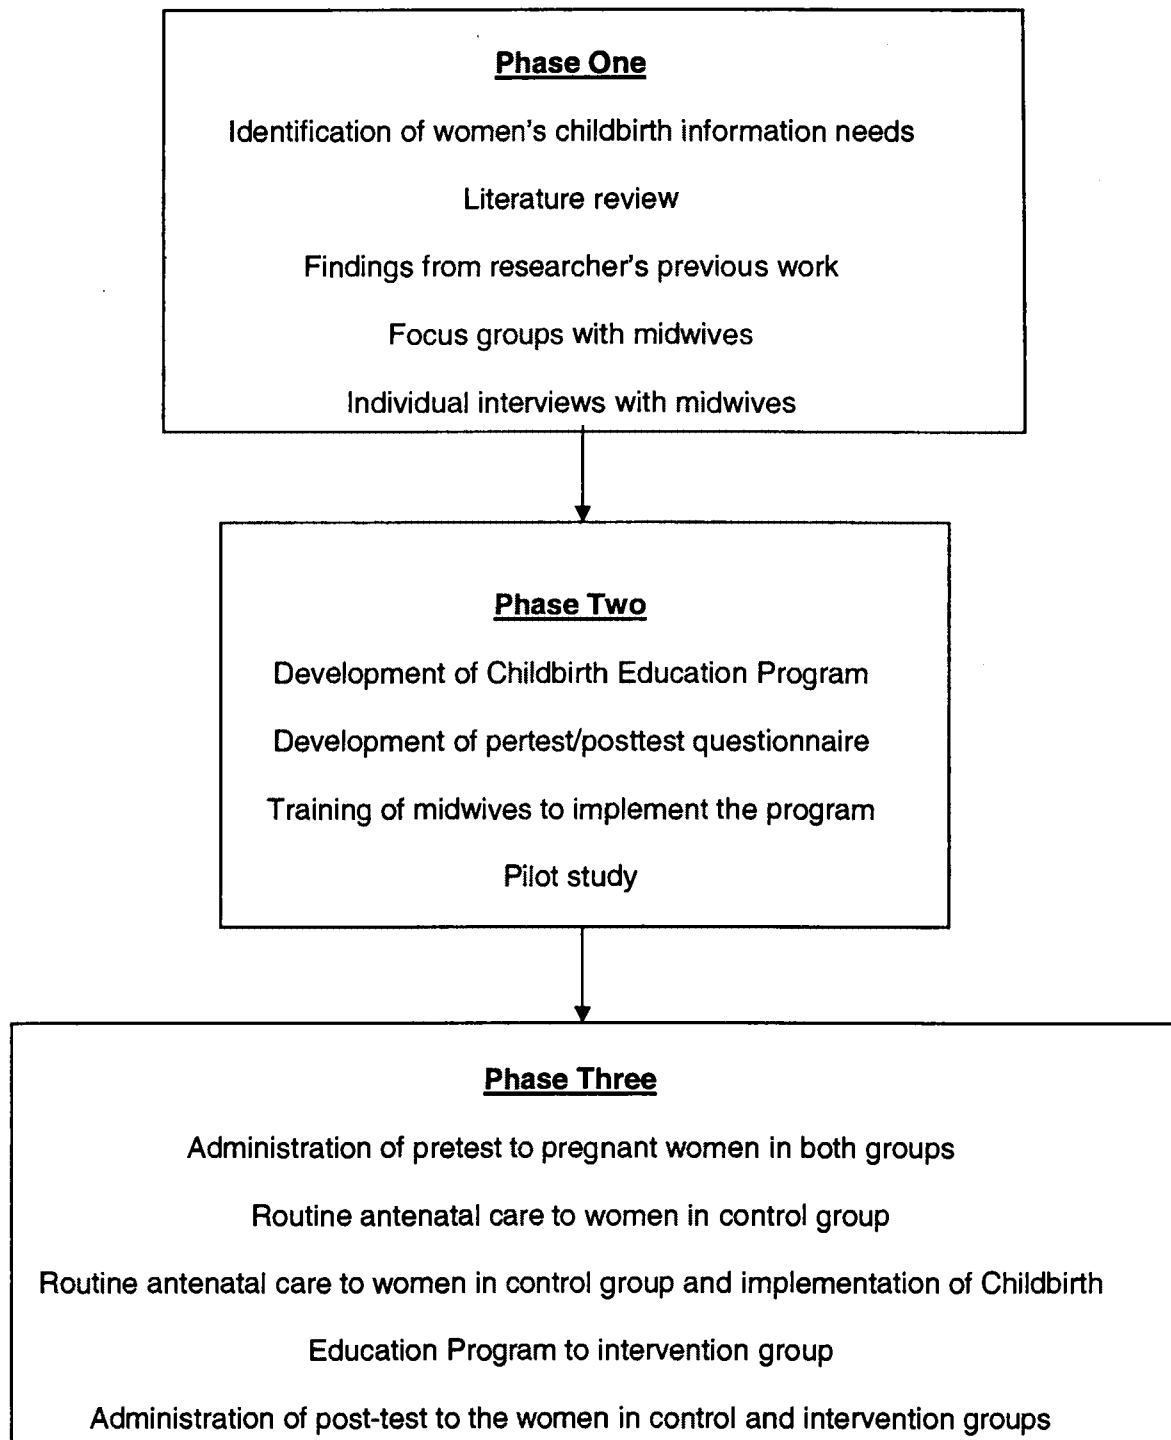 Phase One
Identification of women's childbirth information needs
Literature review
Findings from researcher's previous work
Focus groups with midwives
Individual interviews with midwives
Phase Two
Development of Childbirth Education Program
Development of pertest/posttest questionnaire
Training of midwives to implement the program
Pilot study
Phase Three
Administration of pretest to pregnant women in both groups
Routine antenatal care to women in control group
Routine antenatal care to women in control group and implementation of Childbirth
Education Program to intervention group
Administration of post-test to the women in control and intervention groups